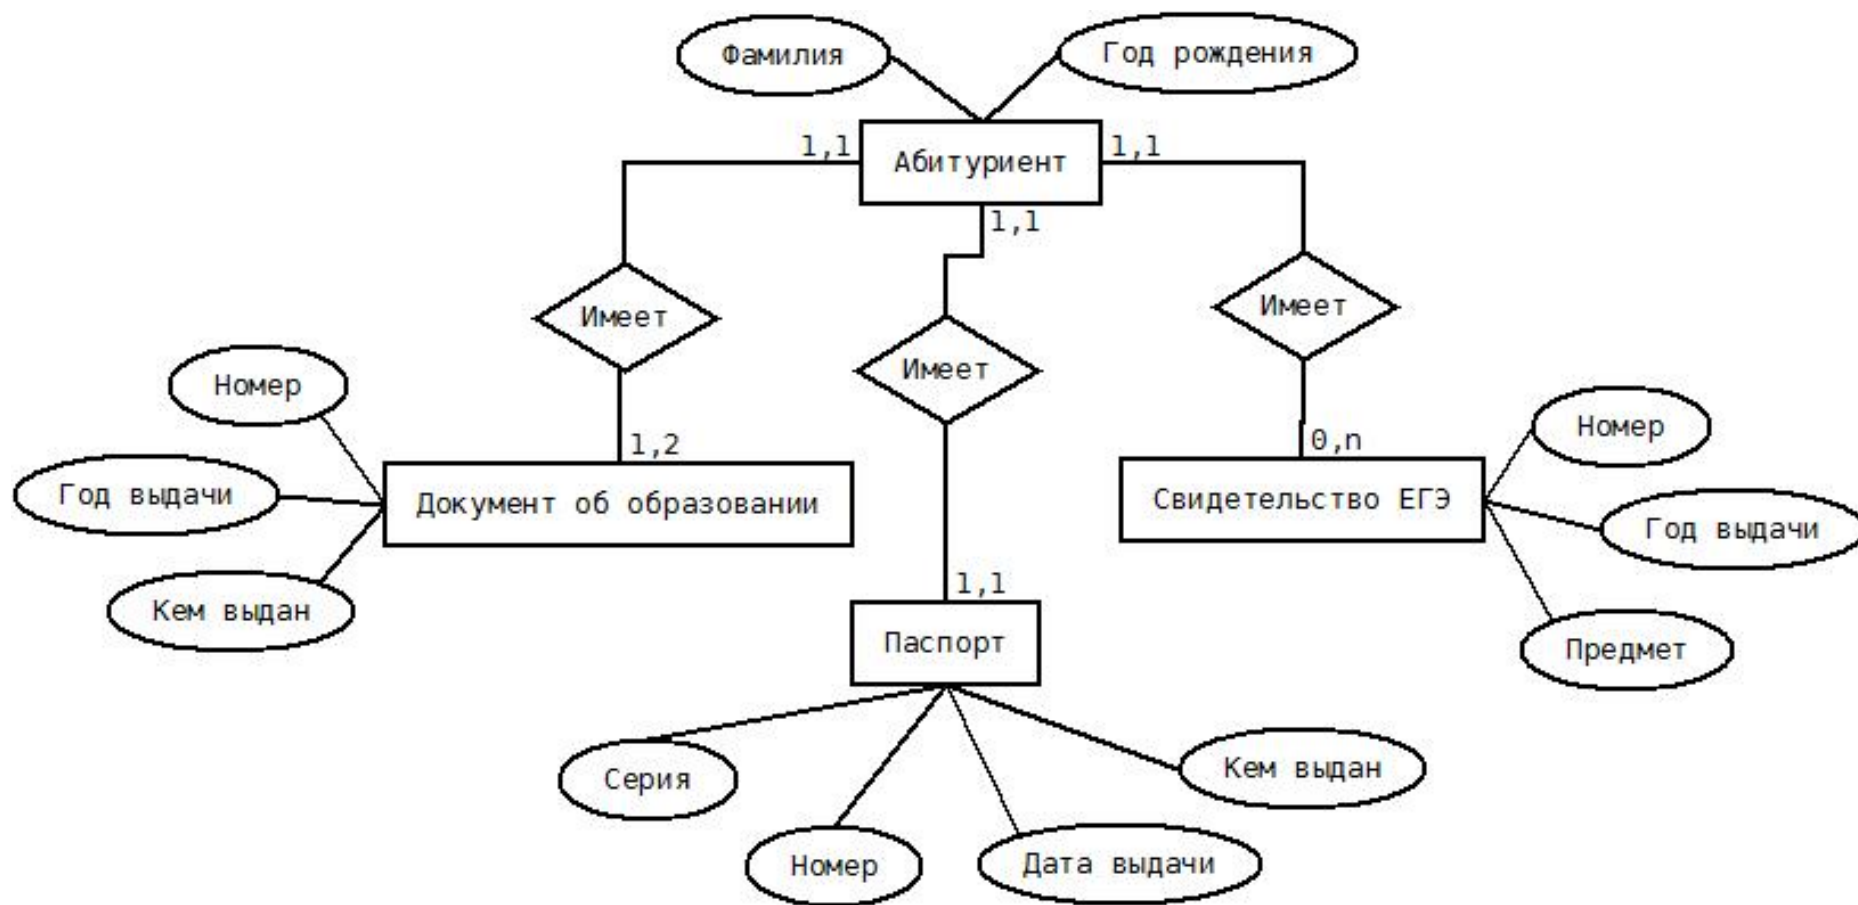 Фамилия
Год рождения
1,1
Абитуриент
1,1
1,1
Имеет
Имеет
Имеет
Номер
Год выдачи
Кем выдан
1,2
Документ об образовании
0,n
Свидетельство ЕГЭ
Номер
Год выдачи
Предмет
1,1
Паспорт
Серия
Номер
Дата выдачи
Кем выдан